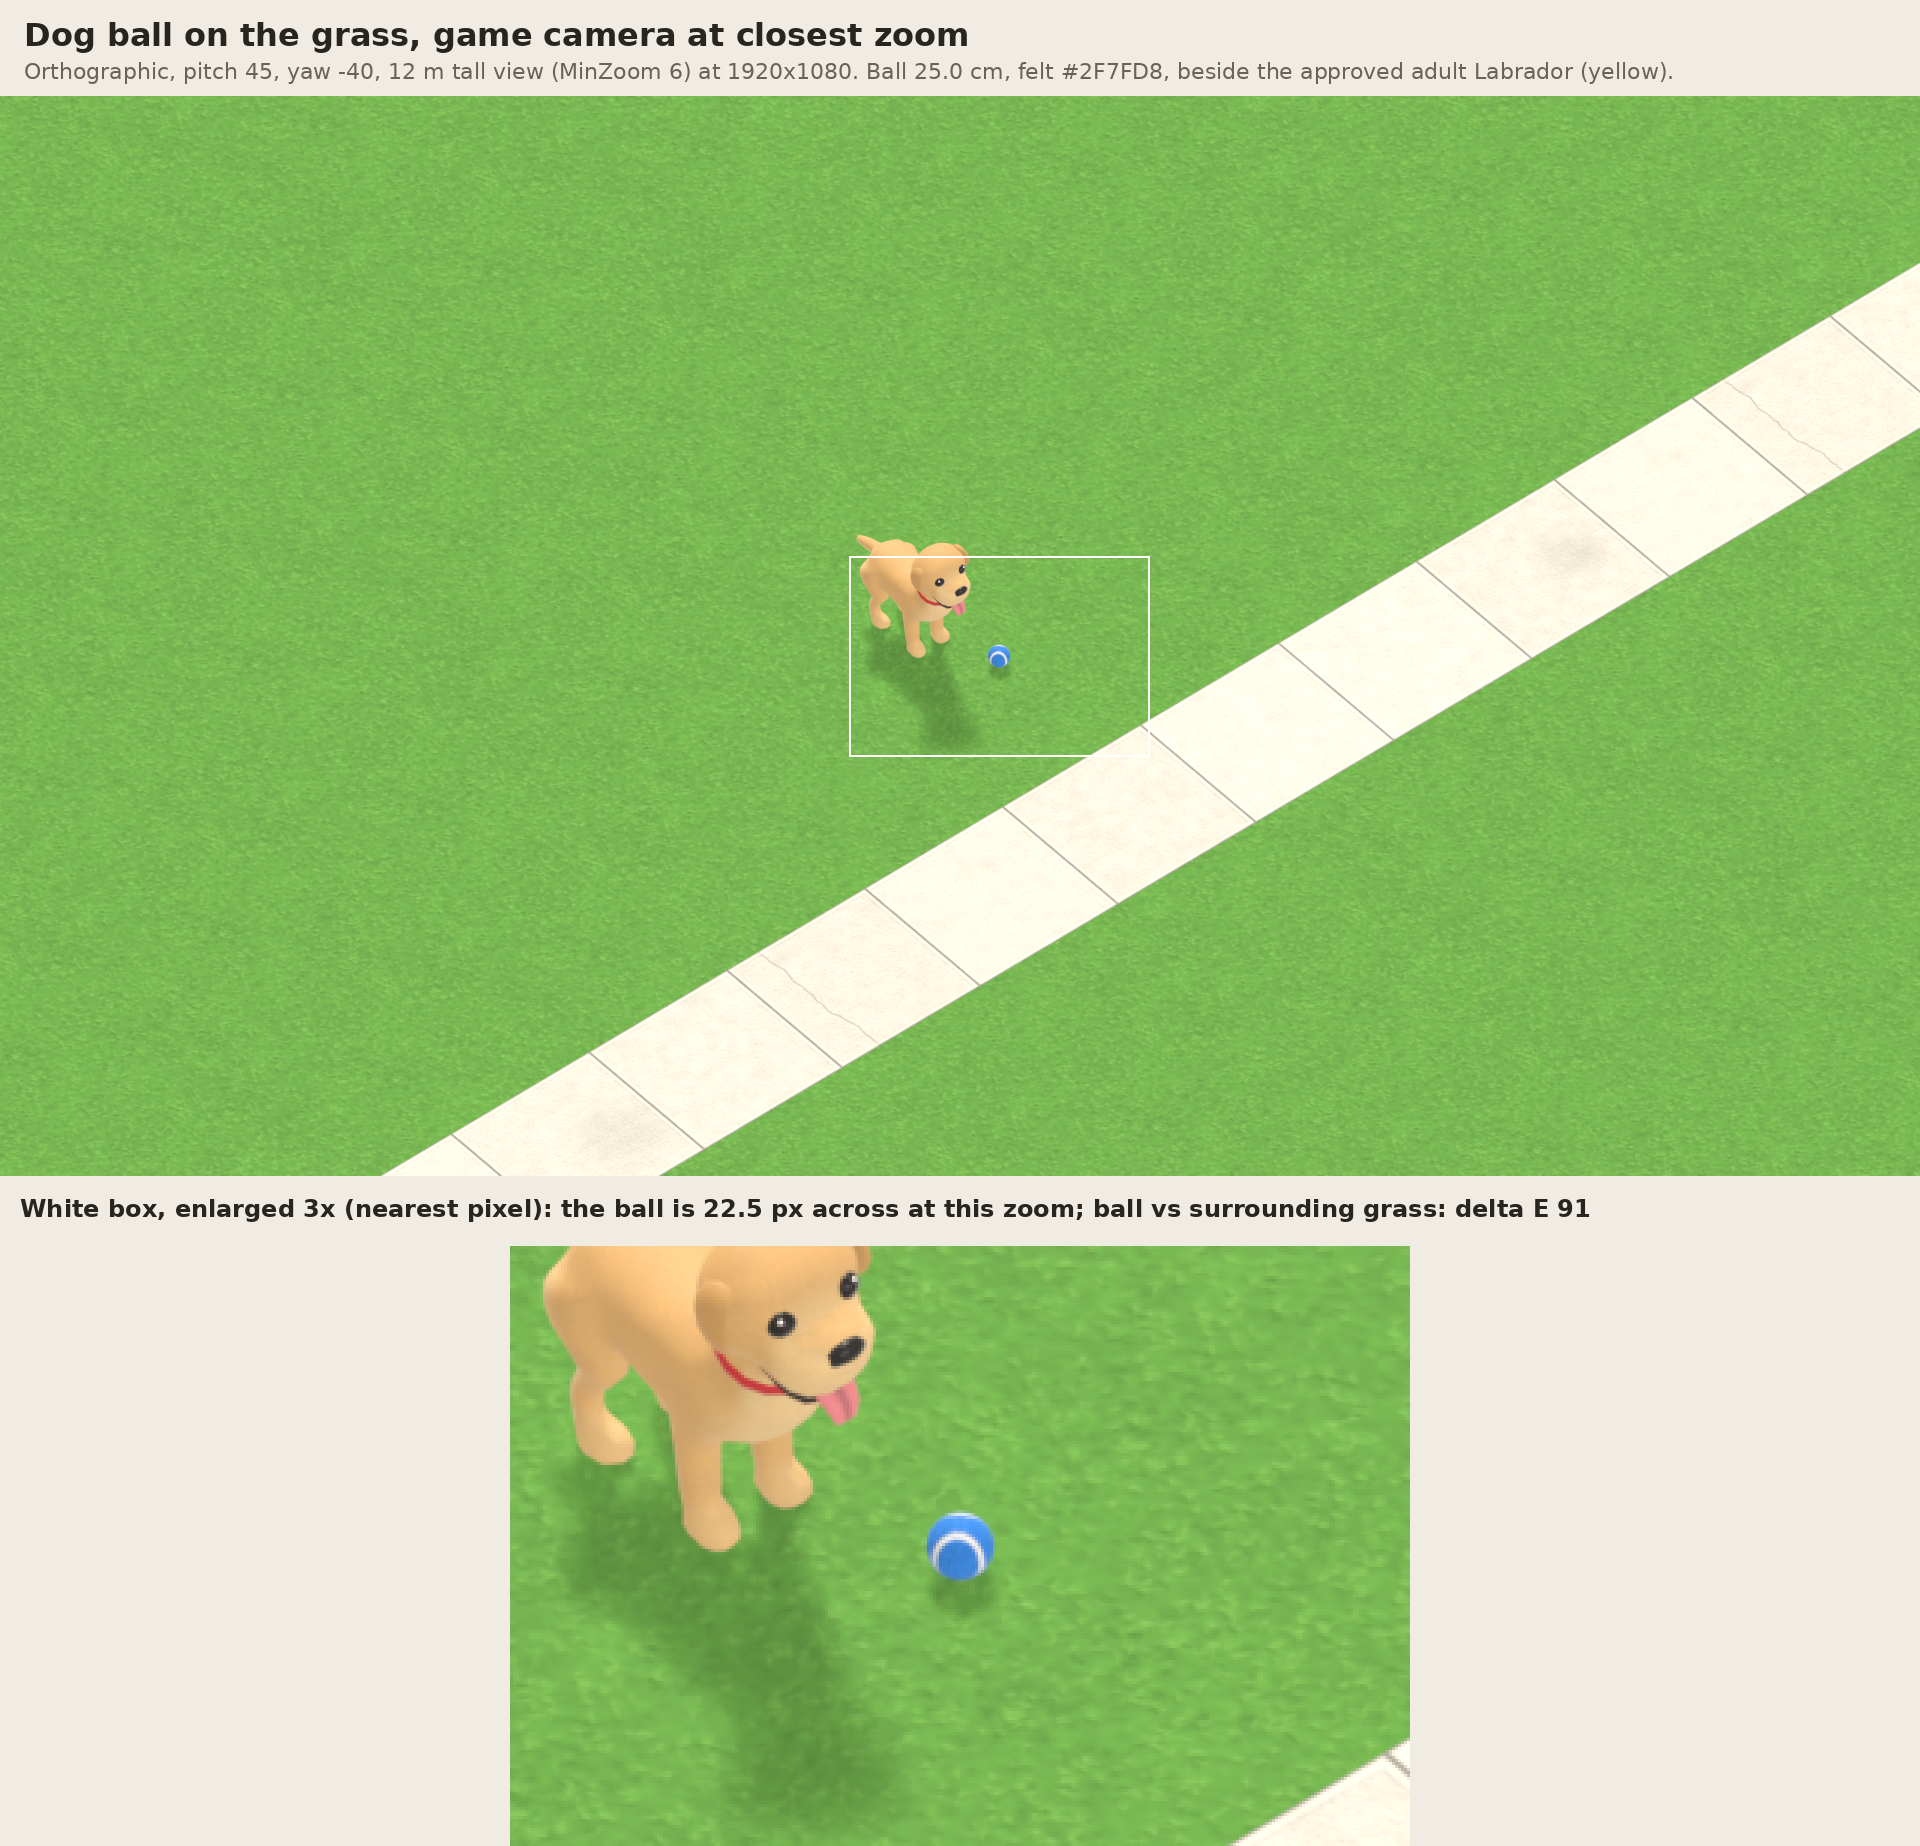 Dog ball on the grass, game camera at closest zoom
Orthographic, pitch 45, yaw -40, 12 m tall view (MinZoom 6) at 1920x1080. Ball 25.0 cm, felt #2F7FD8, beside the approved adult Labrador (yellow).
White box, enlarged 3x (nearest pixel): the ball is 22.5 px across at this zoom; ball vs surrounding grass: delta E 91